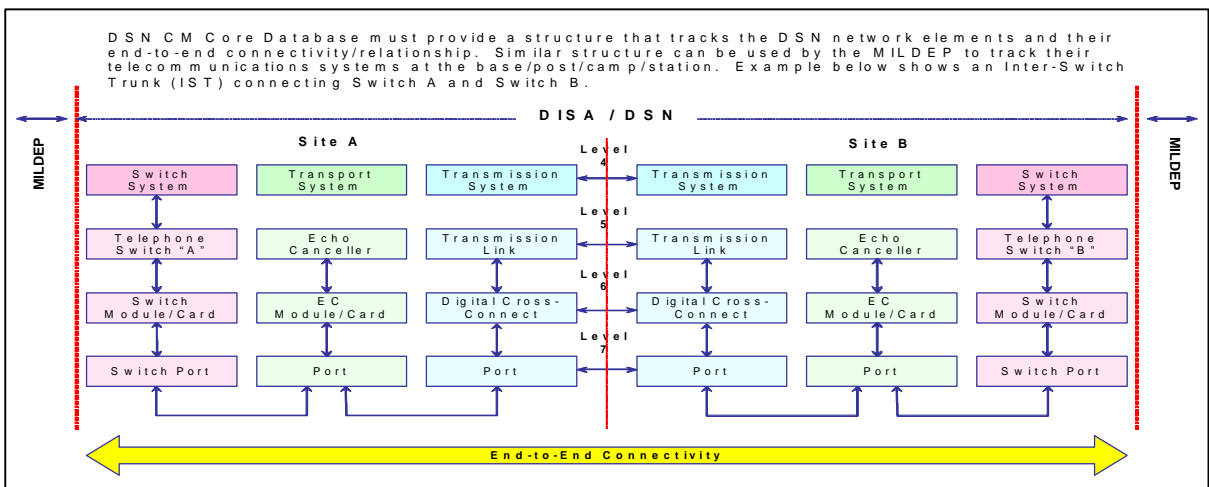 DSN CM Core Database must provide a structure that tracks the DSN network elements and their
end-to-end connectivity/relationship. Similar structure can be used by the MILDEP to track their
telecommunications systems at the base/post/camp/station. Example below shows an Inter-Switch
Trunk (IST) connecting Switch A and Switch B.
DISA / DSN
MILDEP
MILDEP
Site A
Site B
Level
4
Switch
System
Transport
System
Transmission
System
Transmission
System
Transport
System
Switch
System
Level
5
Telephone
Switch "A"
Echo
Canceller
Transmission
Link
Transmission
Link
Echo
Canceller
Telephone
Switch "B"
Level
6
Switch
Module/Card
EC
Module/Card
Digital Cross-
Connect
Digital Cross-
Connect
EC
Module/Card
Switch
Module/Card
Level
7
Switch Port
Port
Port
Port
Port
Switch Port
End-to-End Connectivity